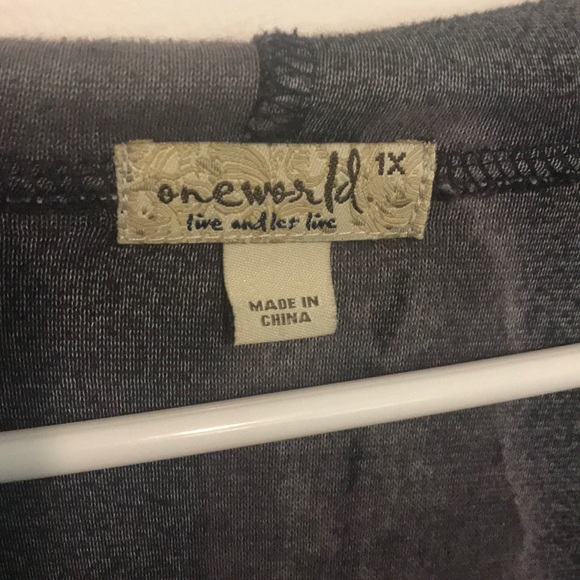 oneworld 1X
live and let live
MADE IN
CHINA